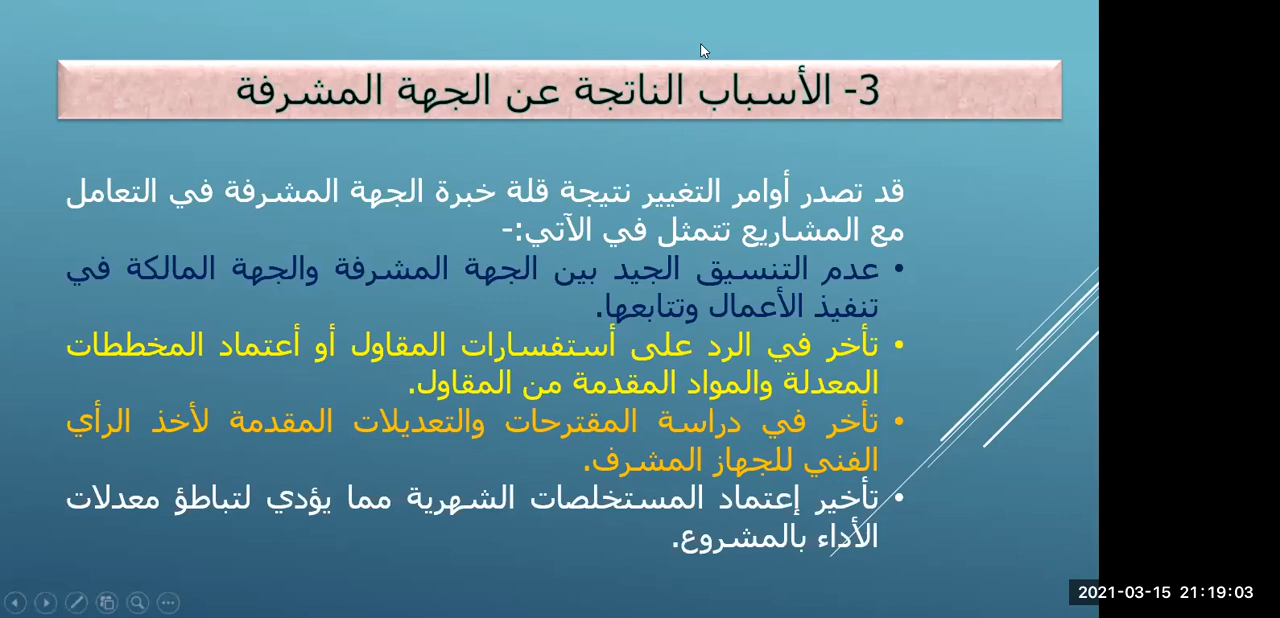 3- الأسباب الناتجة عن الجهة المشرفة
قد تصدر أوامر التغيير نتيجة قلة خبرة الجهة المشرفة في التعامل
مع المشاريع تتمثل في الآتي:-
• عدم التنسيق الجيد بين الجهة المشرفة والجهة المالكة في
تنفيذ الأعمال وتتابعها.
• تأخر في الرد على أستفسارات المقاول أو أعتماد المخططات
المعدلة والمواد المقدمة من المقاول.
• تأخر في دراسة المقترحات والتعديلات المقدمة لأخذ الرأي
الفني للجهاز المشرف.
• تأخير إعتماد المستخلصات الشهرية مما يؤدي لتباطؤ معدلات
الأداء بالمشروع.
2021-03-15 21:19:03